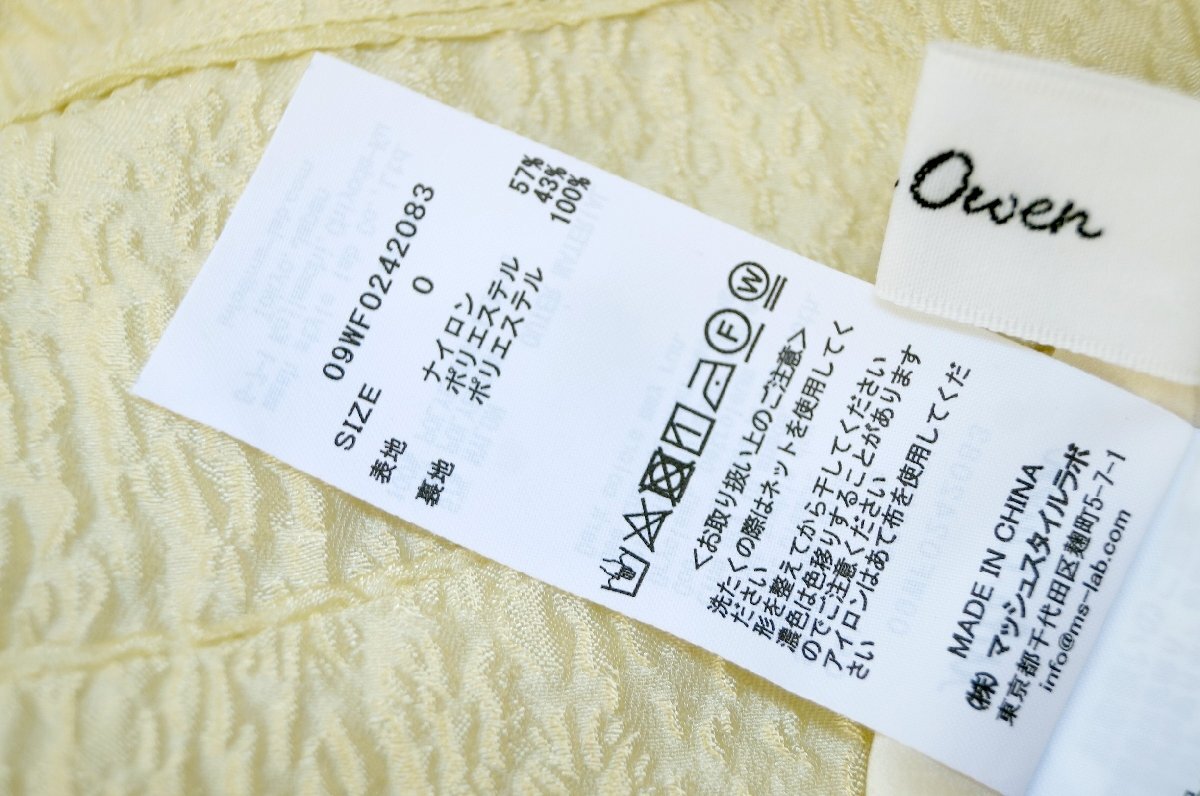 Owen
09WFO242083
SIZE 0
表地 ナイロン 57%
ポリエステル 43%
裏地 ポリエステル 100%
W
F
<お取り扱い上のご注意>
洗たくの際はネットを使用してく
ださい
形を整えてから干してください
濃色は色移りすることがあります
のでご注意ください
アイロンはあて布を使用してくだ
さい
MADE IN CHINA
(株) マッシュスタイルラボ
東京都千代田区麹町5-7-1
info@ms-lab.com